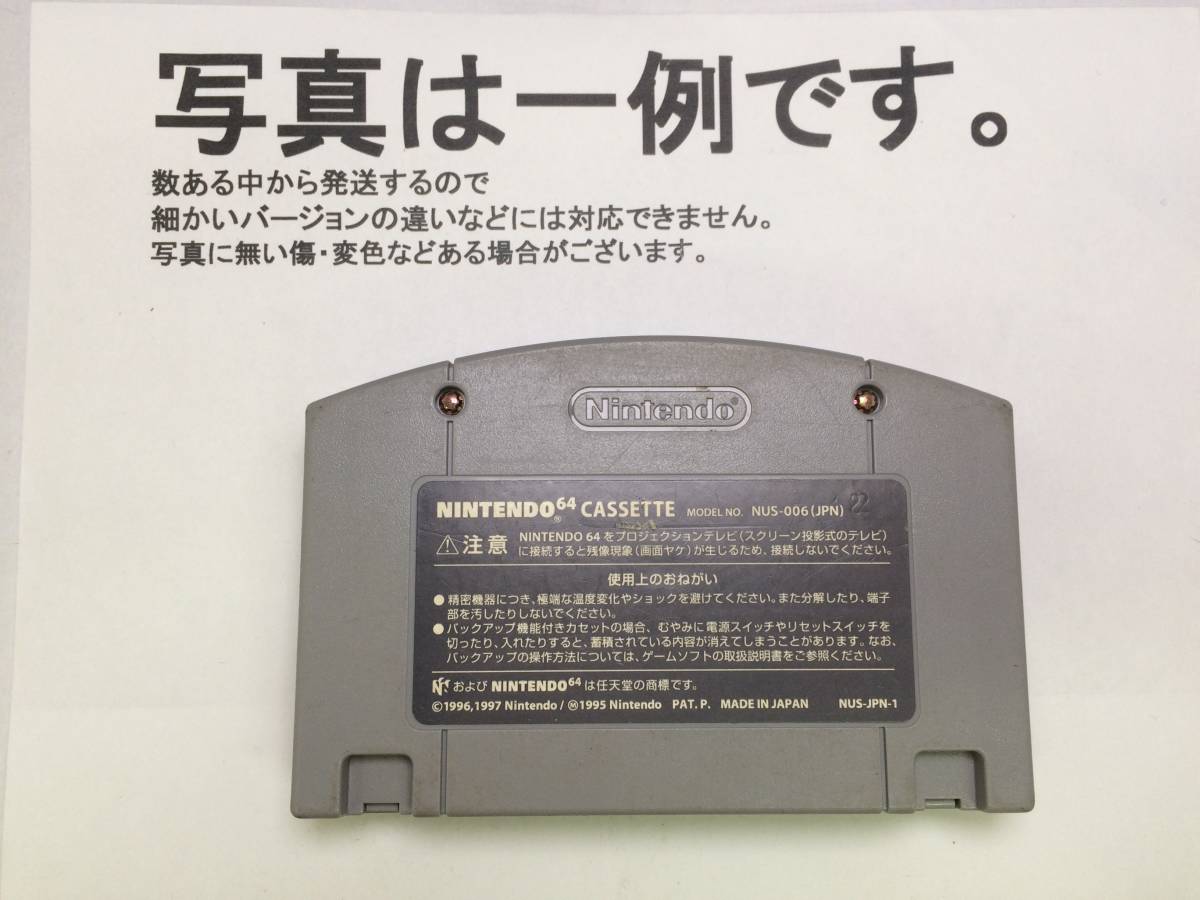 写真は一例です。
数ある中から発送するので
細かいバージョンの違いなどには対応できません。
写真に無い傷・変色などある場合がございます。
Nintendo®
NINTENDO64® CASSETTE MODEL NO. NUS-006(JPN) 22
⚠注意 NINTENDO 64をプロジェクションテレビ(スクリーン投影式のテレビ)
に接続すると残像現象(画面ヤケ)が生じるため、接続しないでください。
使用上のおねがい
●精密機器につき、極端な温度変化やショックを避けてください。また分解したり、端子
部を汚したりしないでください。
●バックアップ機能付きカセットの場合、むやみに電源スイッチやリセットスイッチを
切ったり、入れたりすると、蓄積されている内容が消えてしまうことがあります。なお、
バックアップの操作方法については、ゲームソフトの取扱説明書をご参照ください。
および NINTENDO64 は任天堂の商標です。
©1996,1997 Nintendo/Ⓜ1995 Nintendo PAT. P. MADE IN JAPAN NUS-JPN-1